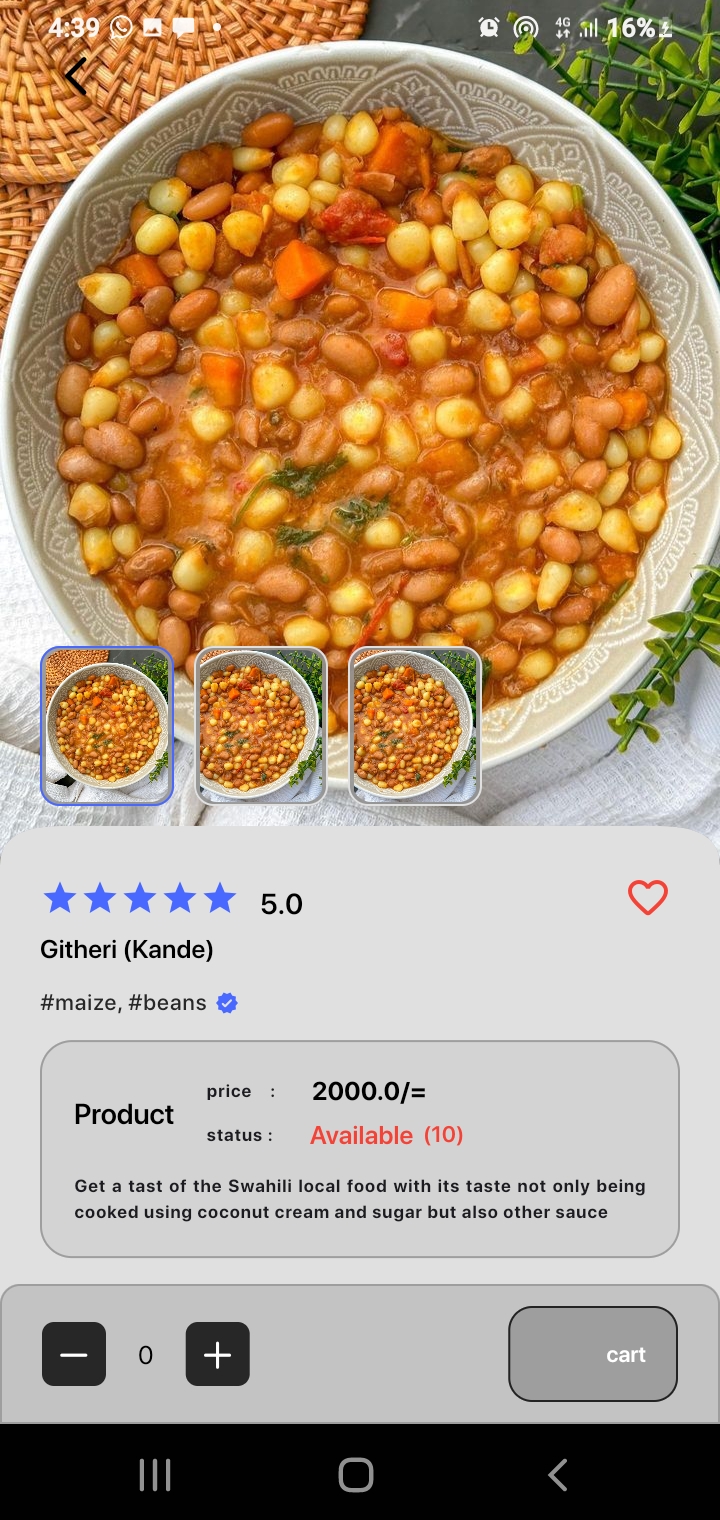 4:39 4G 16%
5.0
Githeri (Kande)
#maize, #beans
price : 2000.0/=
Product
status : Available (10)
Get a tast of the Swahili local food with its taste not only being
cooked using coconut cream and sugar but also other sauce
0 cart